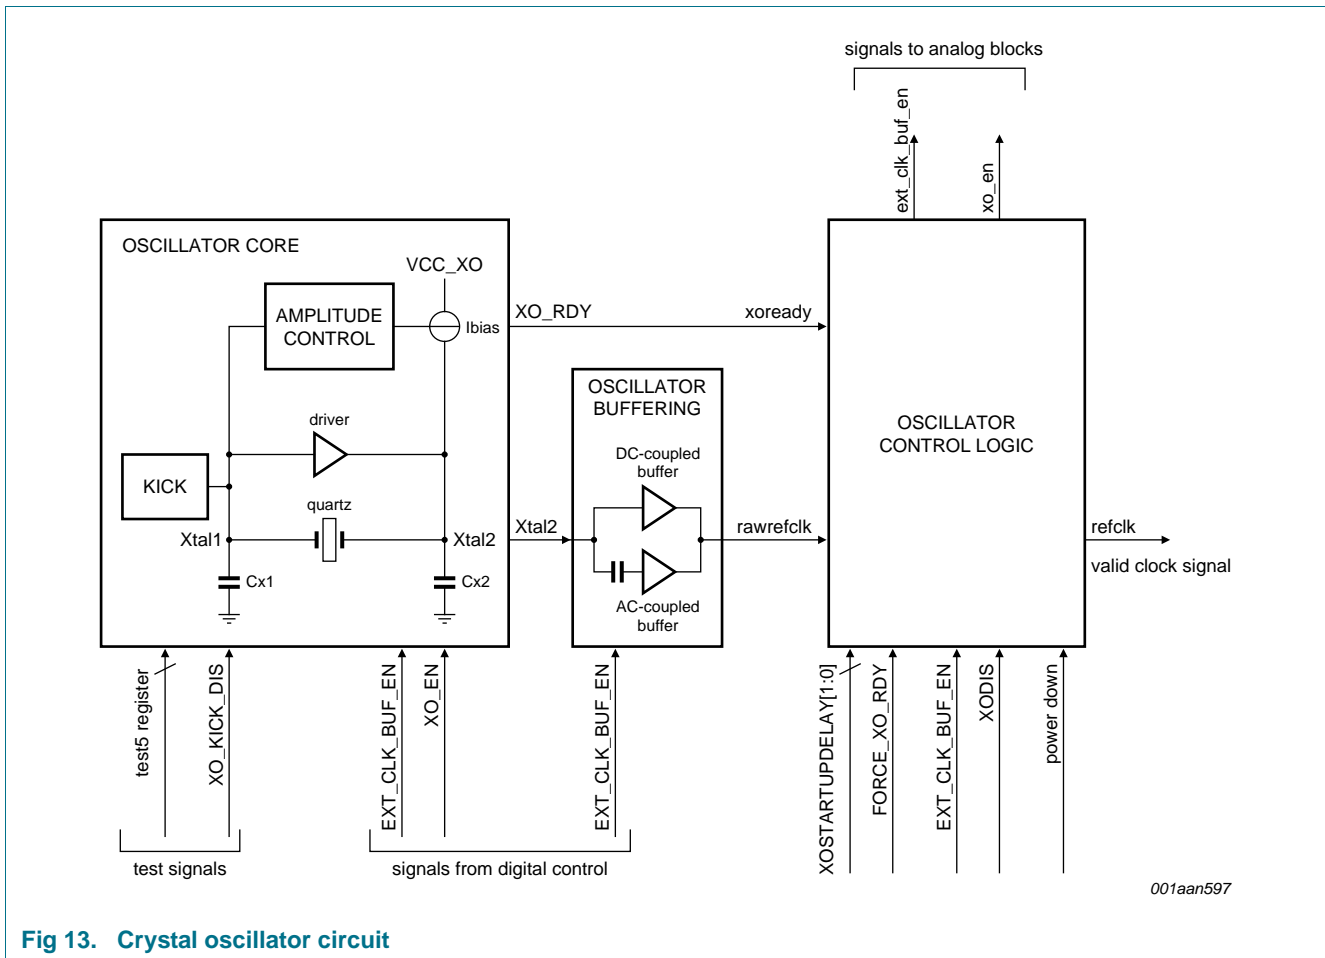 signals to analog blocks
ext_clk_buf_en
xo_en
OSCILLATOR CORE
VCC_XO
AMPLITUDE
CONTROL
Ibias
XO_RDY
xoready
driver
KICK
quartz
Xtal1
Xtal2
Cx1
Cx2
Xtal2
OSCILLATOR
BUFFERING
DC-coupled
buffer
AC-coupled
buffer
rawrefclk
OSCILLATOR
CONTROL LOGIC
refclk
valid clock signal
test5 register
XO_KICK_DIS
EXT_CLK_BUF_EN
XO_EN
EXT_CLK_BUF_EN
XOSTARTUPDELAY[1:0]
FORCE_XO_RDY
EXT_CLK_BUF_EN
XODIS
power down
test signals
signals from digital control
001aan597
Fig 13. Crystal oscillator circuit